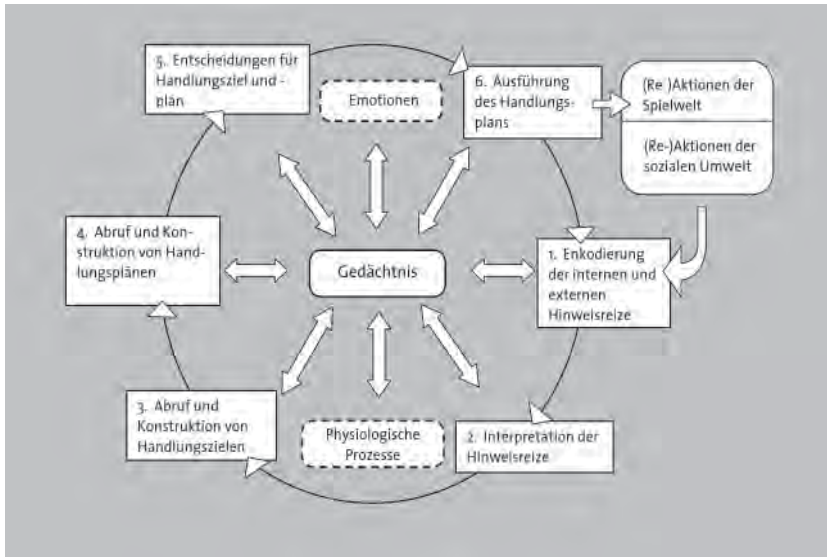 5. Entscheidungen für
Handlungsziel und -
plan
Emotionen
6. Ausführung
des Handlungs-
plans
(Re )Aktionen der
Spielwelt
(Re-)Aktionen der
sozialen Umwelt
4. Abruf und Kon-
struktion von Hand-
lungsplänen
Gedächtnis
1. Enkodierung
der internen und
externen
Hinweisreize
3. Abruf und
Konstruktion von
Handlungszielen
Physiologische
Prozesse
2. Interpretation der
Hinweisreize